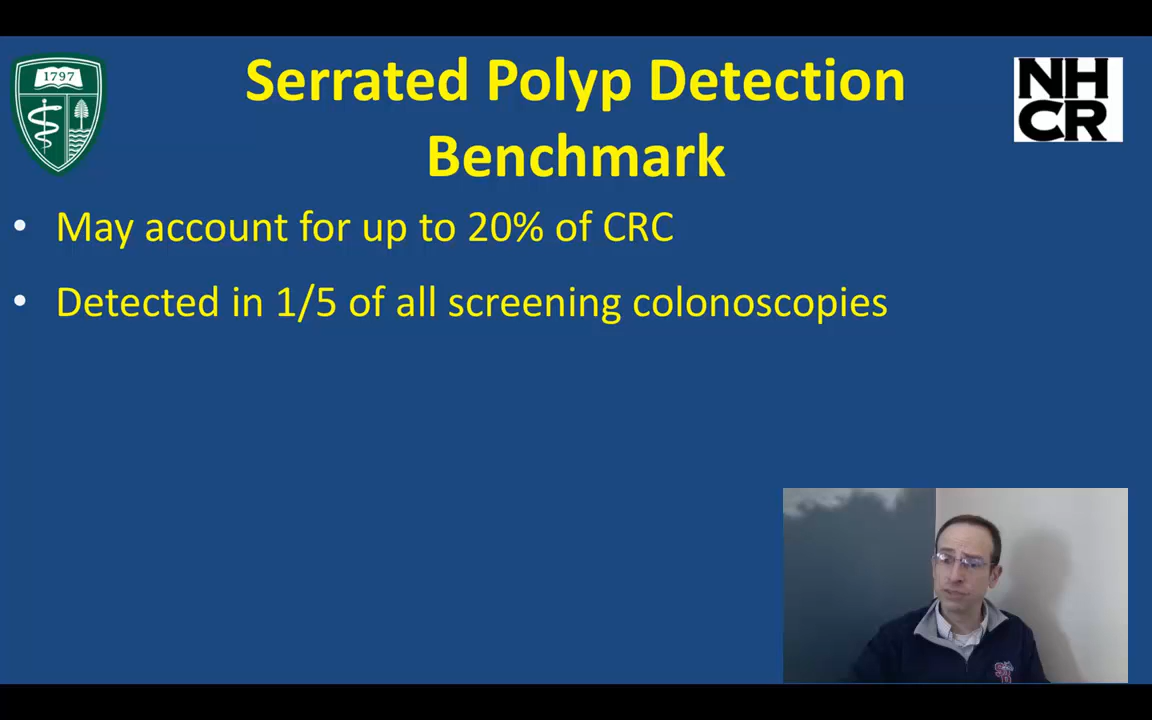 1797
Serrated Polyp Detection
Benchmark
NH
CR
• May account for up to 20% of CRC
• Detected in 1/5 of all screening colonoscopies